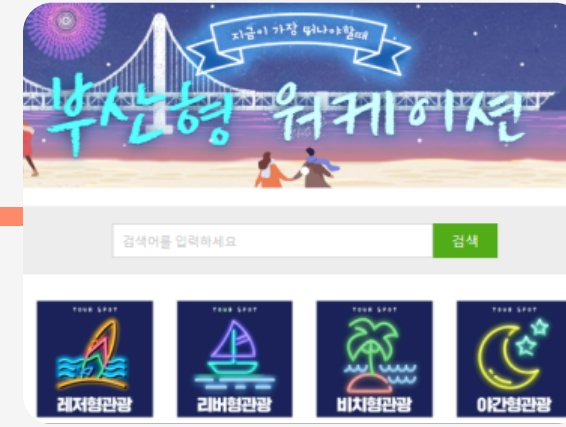 지금이 가장 떠나야할때
부산형 워케이션
검색어를 입력하세요
검색
TOUR SPOT
TOUR SPOT
TOUR SPOT
TOUR SPOT
레저형관광
리버형관광
비치형관광
야간형관광